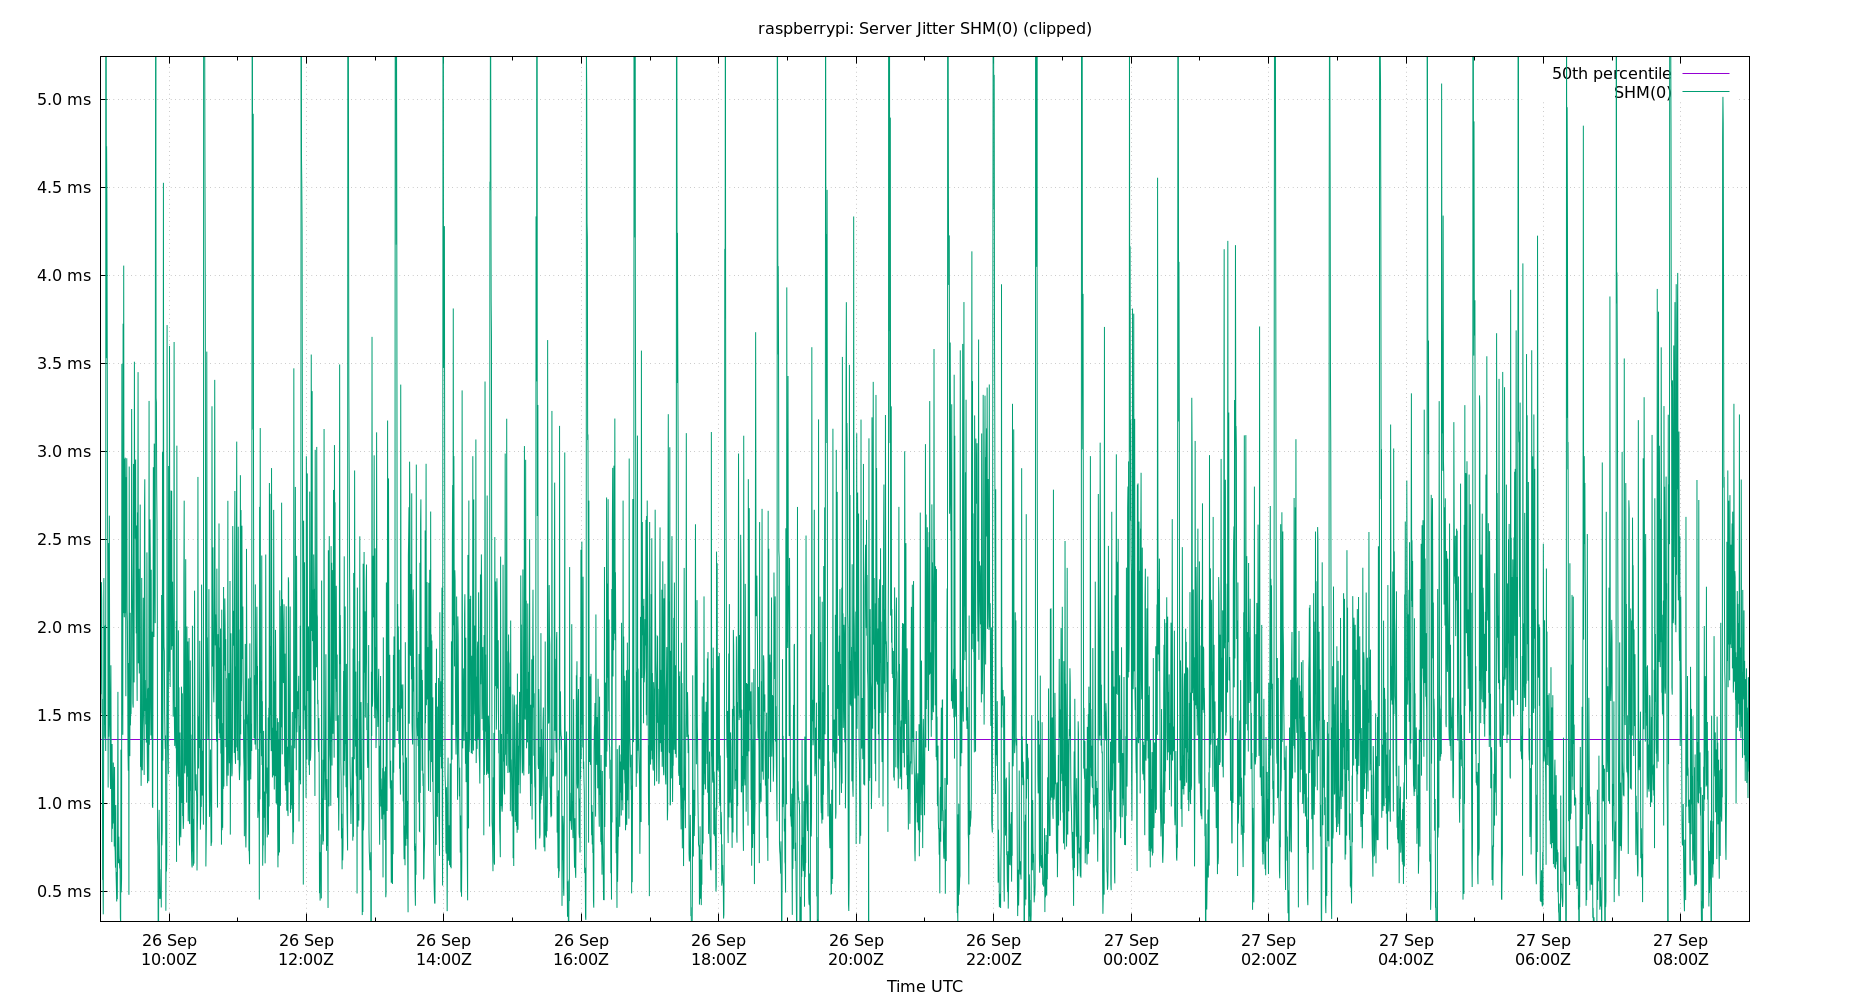 raspberrypi: Server Jitter SHM(0) (clipped)
50th percentile
SHM(0)
5.0 ms
4.5 ms
4.0 ms
3.5 ms
3.0 ms
2.5 ms
2.0 ms
1.5 ms
1.0 ms
0.5 ms
26 Sep 26 Sep 26 Sep 26 Sep 26 Sep 26 Sep 26 Sep 27 Sep 27 Sep 27 Sep 27 Sep 27 Sep
10:00Z 12:00Z 14:00Z 16:00Z 18:00Z 20:00Z 22:00Z 00:00Z 02:00Z 04:00Z 06:00Z 08:00Z
Time UTC